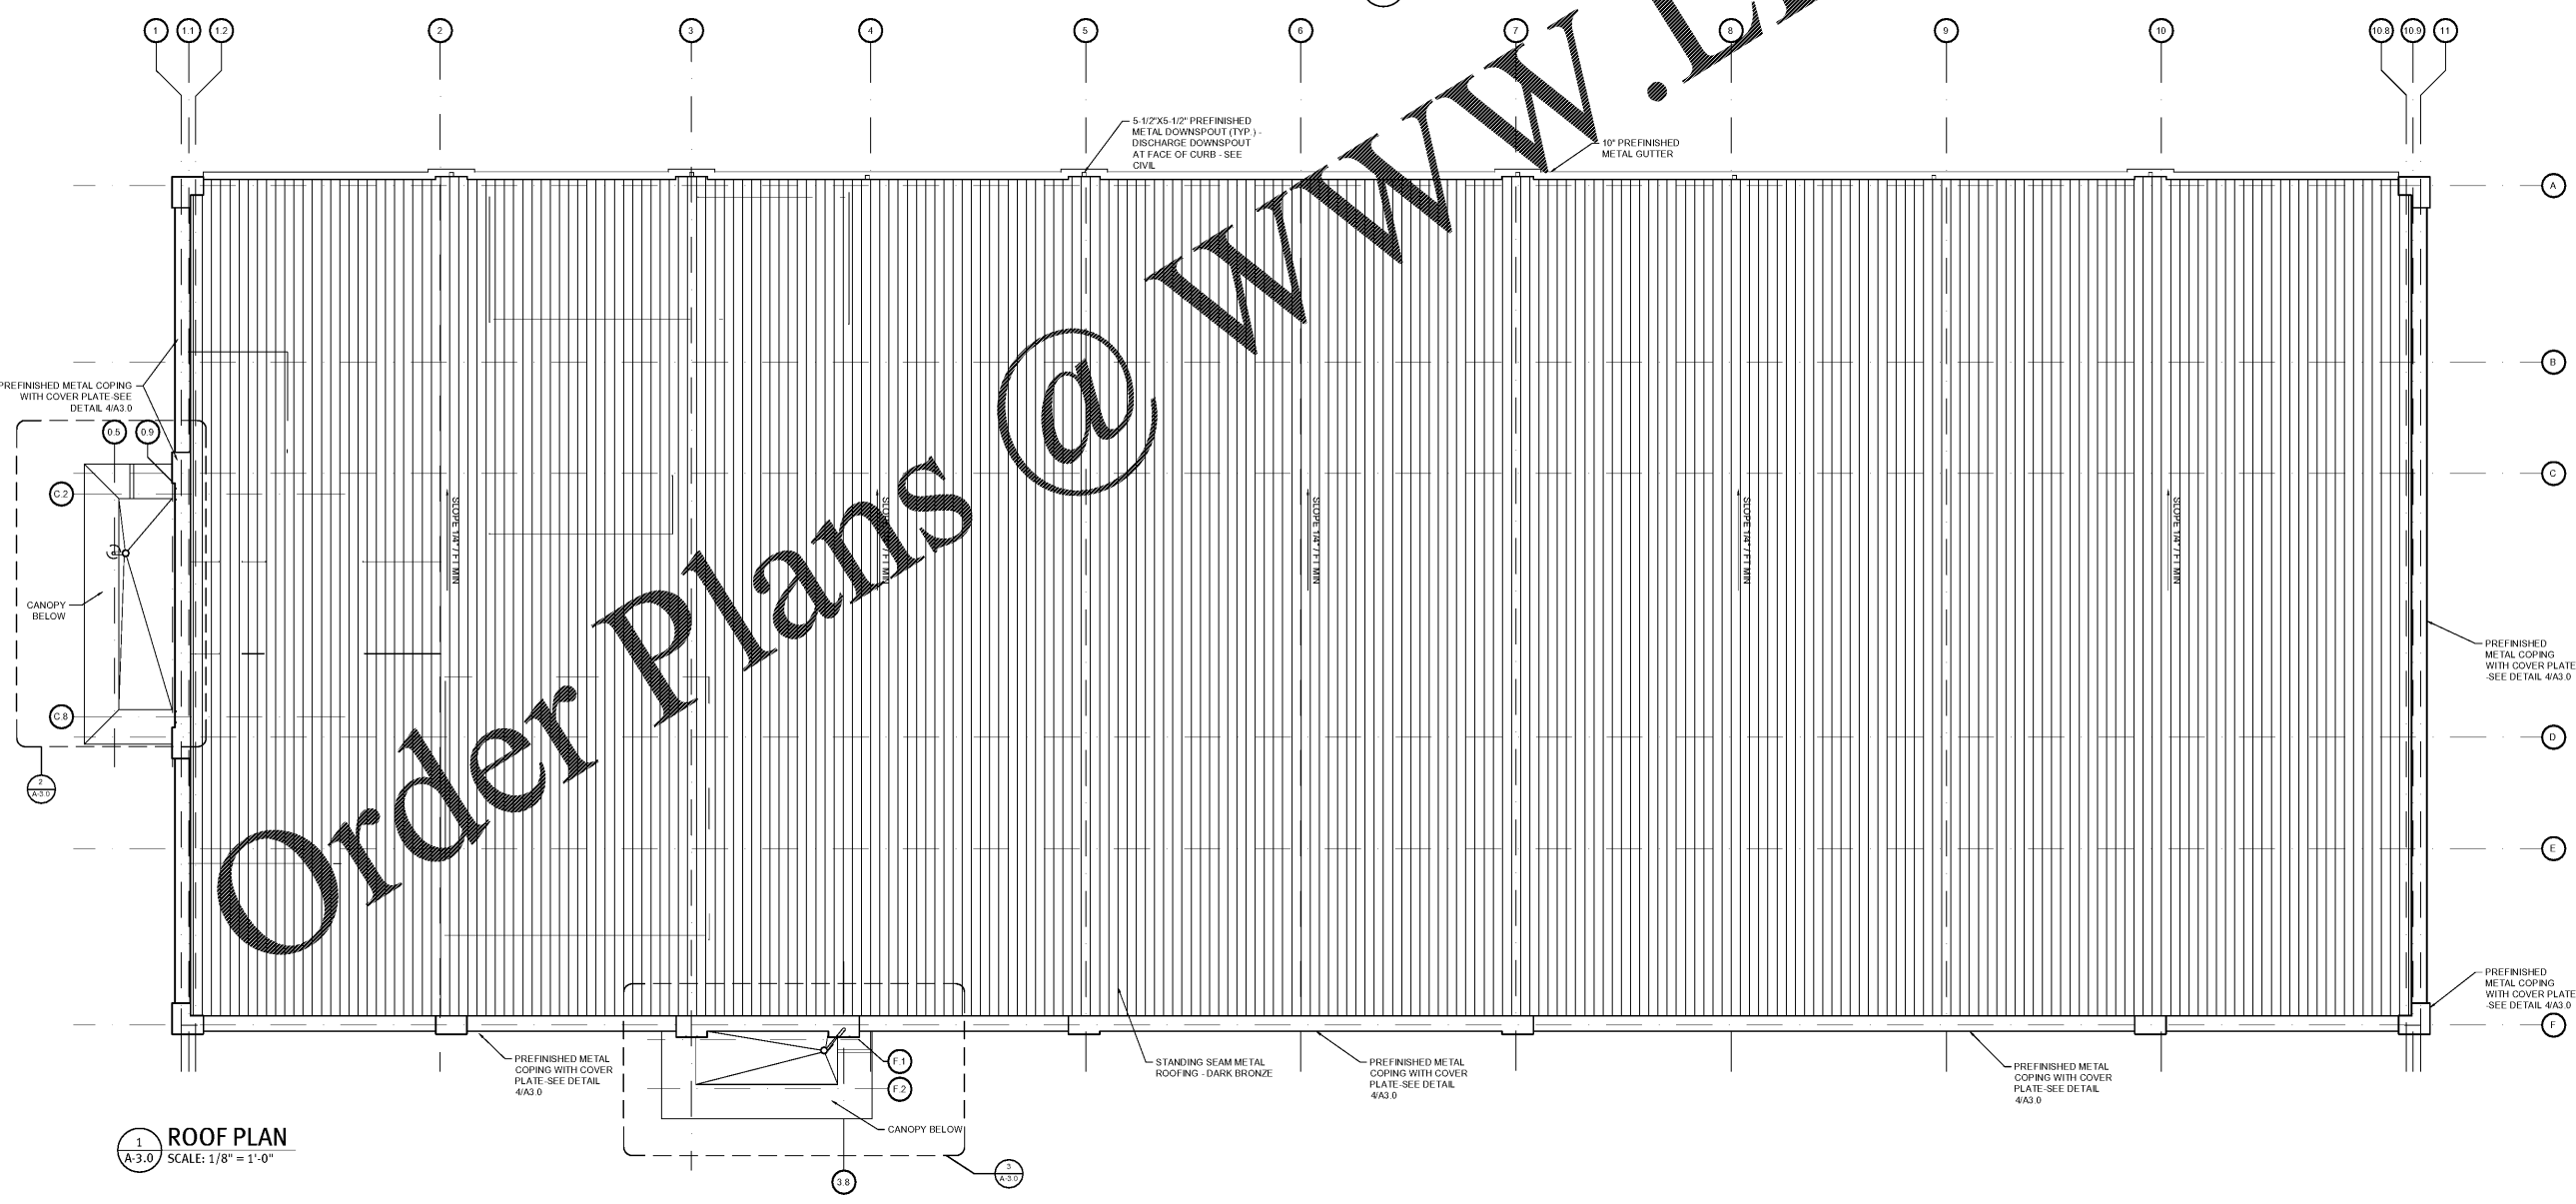 1 1.1 1.2 2 3 4 5 6 7 8 9 10 10.8 10.9 11
5-1/2"X5-1/2" PREFINISHED
METAL DOWNSPOUT (TYP.) -
DISCHARGE DOWNSPOUT
AT FACE OF CURB - SEE
CIVIL
10" PREFINISHED
METAL GUTTER
A
B
PREFINISHED METAL COPING
WITH COVER PLATE-SEE
DETAIL 4/A3.0
0.5 0.9
C
C.2
SLOPE 1/4" / FT MIN
SLOPE 1/4" / FT MIN
SLOPE 1/4" / FT MIN
SLOPE 1/4" / FT MIN
SLOPE 1/4" / FT MIN
CANOPY
BELOW
PREFINISHED
METAL COPING
WITH COVER PLATE
-SEE DETAIL 4/A3.0
C.8
D
2
A-3.0
E
Order Plans @ www.
PREFINISHED
METAL COPING
WITH COVER PLATE
-SEE DETAIL 4/A3.0
F
PREFINISHED METAL
COPING WITH COVER
PLATE-SEE DETAIL
4/A3.0
F.1
F.2
STANDING SEAM METAL
ROOFING - DARK BRONZE
PREFINISHED METAL
COPING WITH COVER
PLATE-SEE DETAIL
4/A3.0
PREFINISHED METAL
COPING WITH COVER
PLATE-SEE DETAIL
4/A3.0
CANOPY BELOW
1
A-3.0
ROOF PLAN
SCALE: 1/8" = 1'-0"
3.8
3
A-3.0